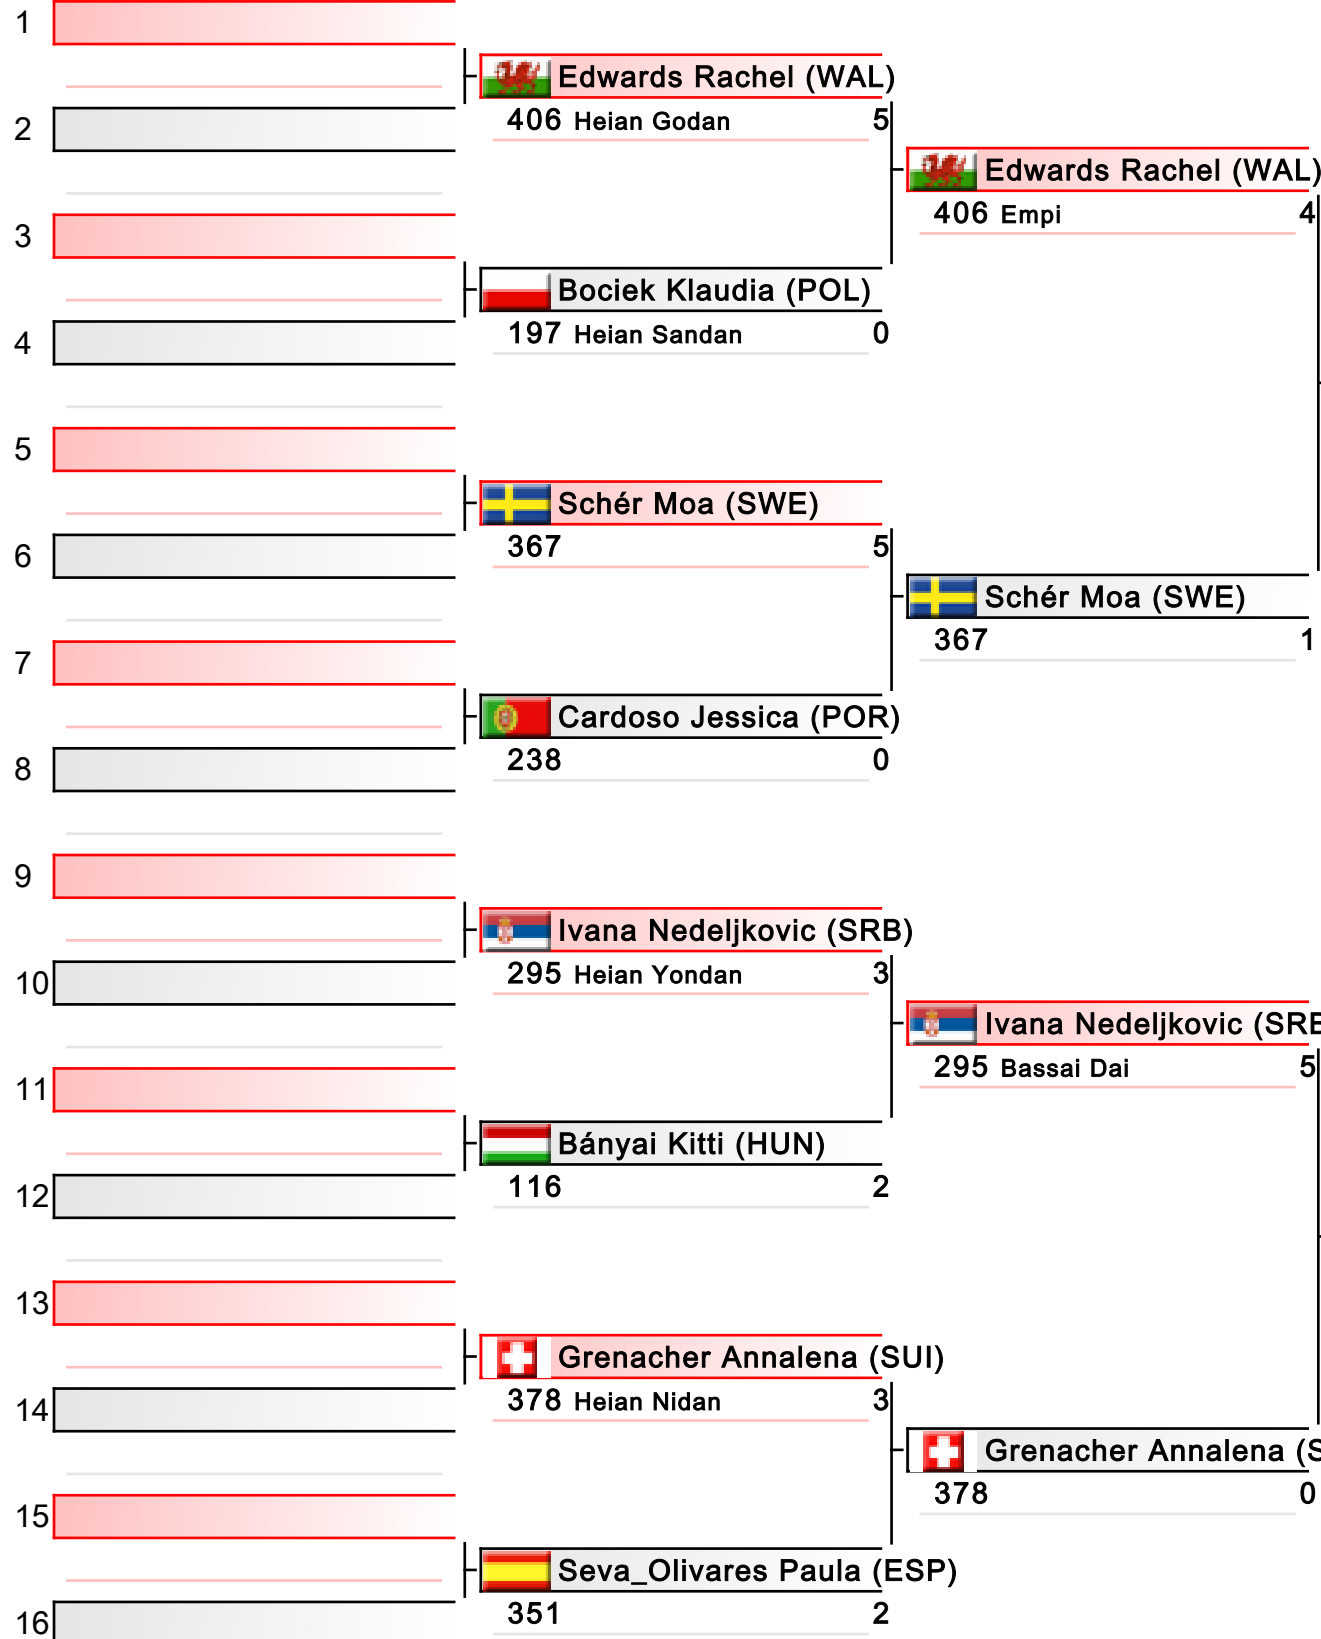 1
Edwards Rachel (WAL)
406 Heian Godan 5
2
Edwards Rachel (WAL)
406 Empi 4
3
Bociek Klaudia (POL)
197 Heian Sandan 0
4
5
Schér Moa (SWE)
367 5
6
Schér Moa (SWE)
367 1
7
Cardoso Jessica (POR)
238 0
8
9
Ivana Nedeljkovic (SRB)
295 Heian Yondan 3
10
Ivana Nedeljkovic (SRB
295 Bassai Dai 5
11
Bányai Kitti (HUN)
116 2
12
13
Grenacher Annalena (SUI)
378 Heian Nidan 3
14
Grenacher Annalena (S
378 0
15
Seva_Olivares Paula (ESP)
351 2
16